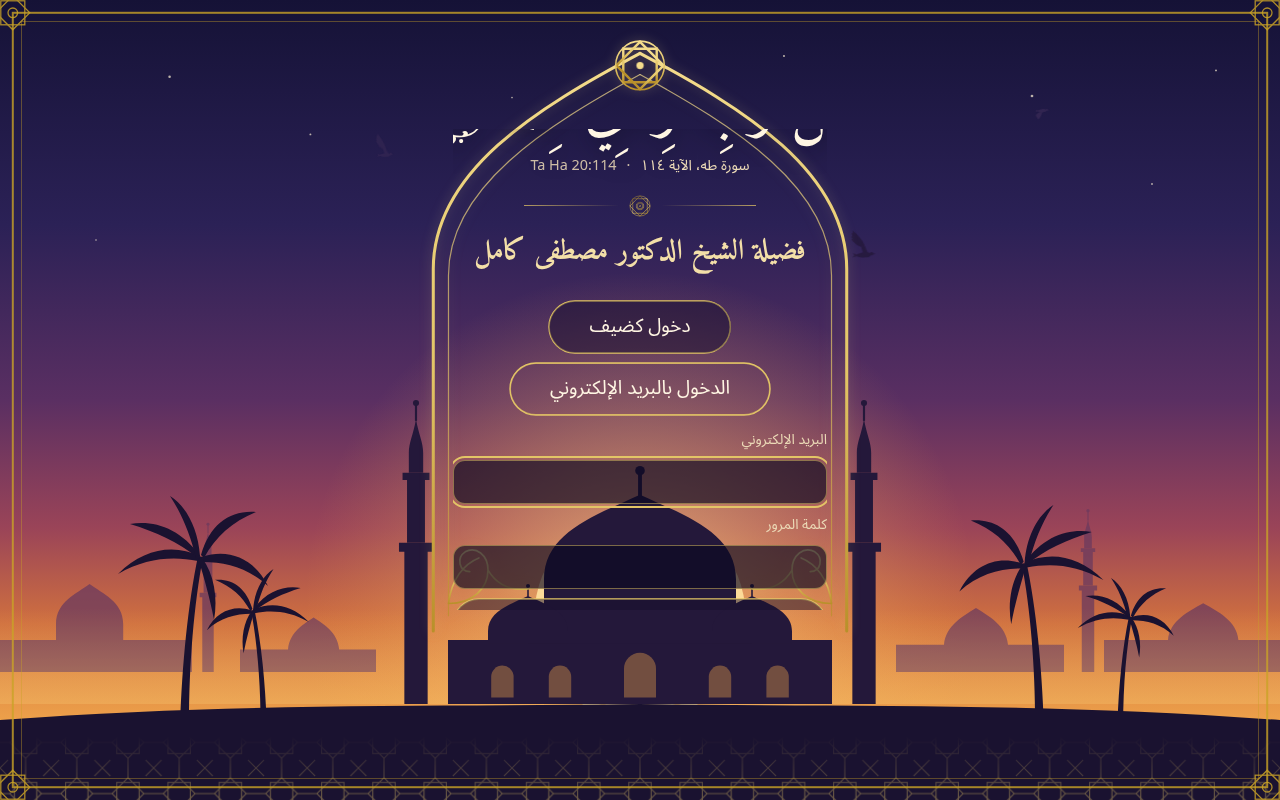 سورة طه، الآية ١١٤ · Ta Ha 20:114
فضيلة الشيخ الدكتور مصطفى كامل
دخول كضيف
الدخول بالبريد الإلكتروني
البريد الإلكتروني
كلمة المرور